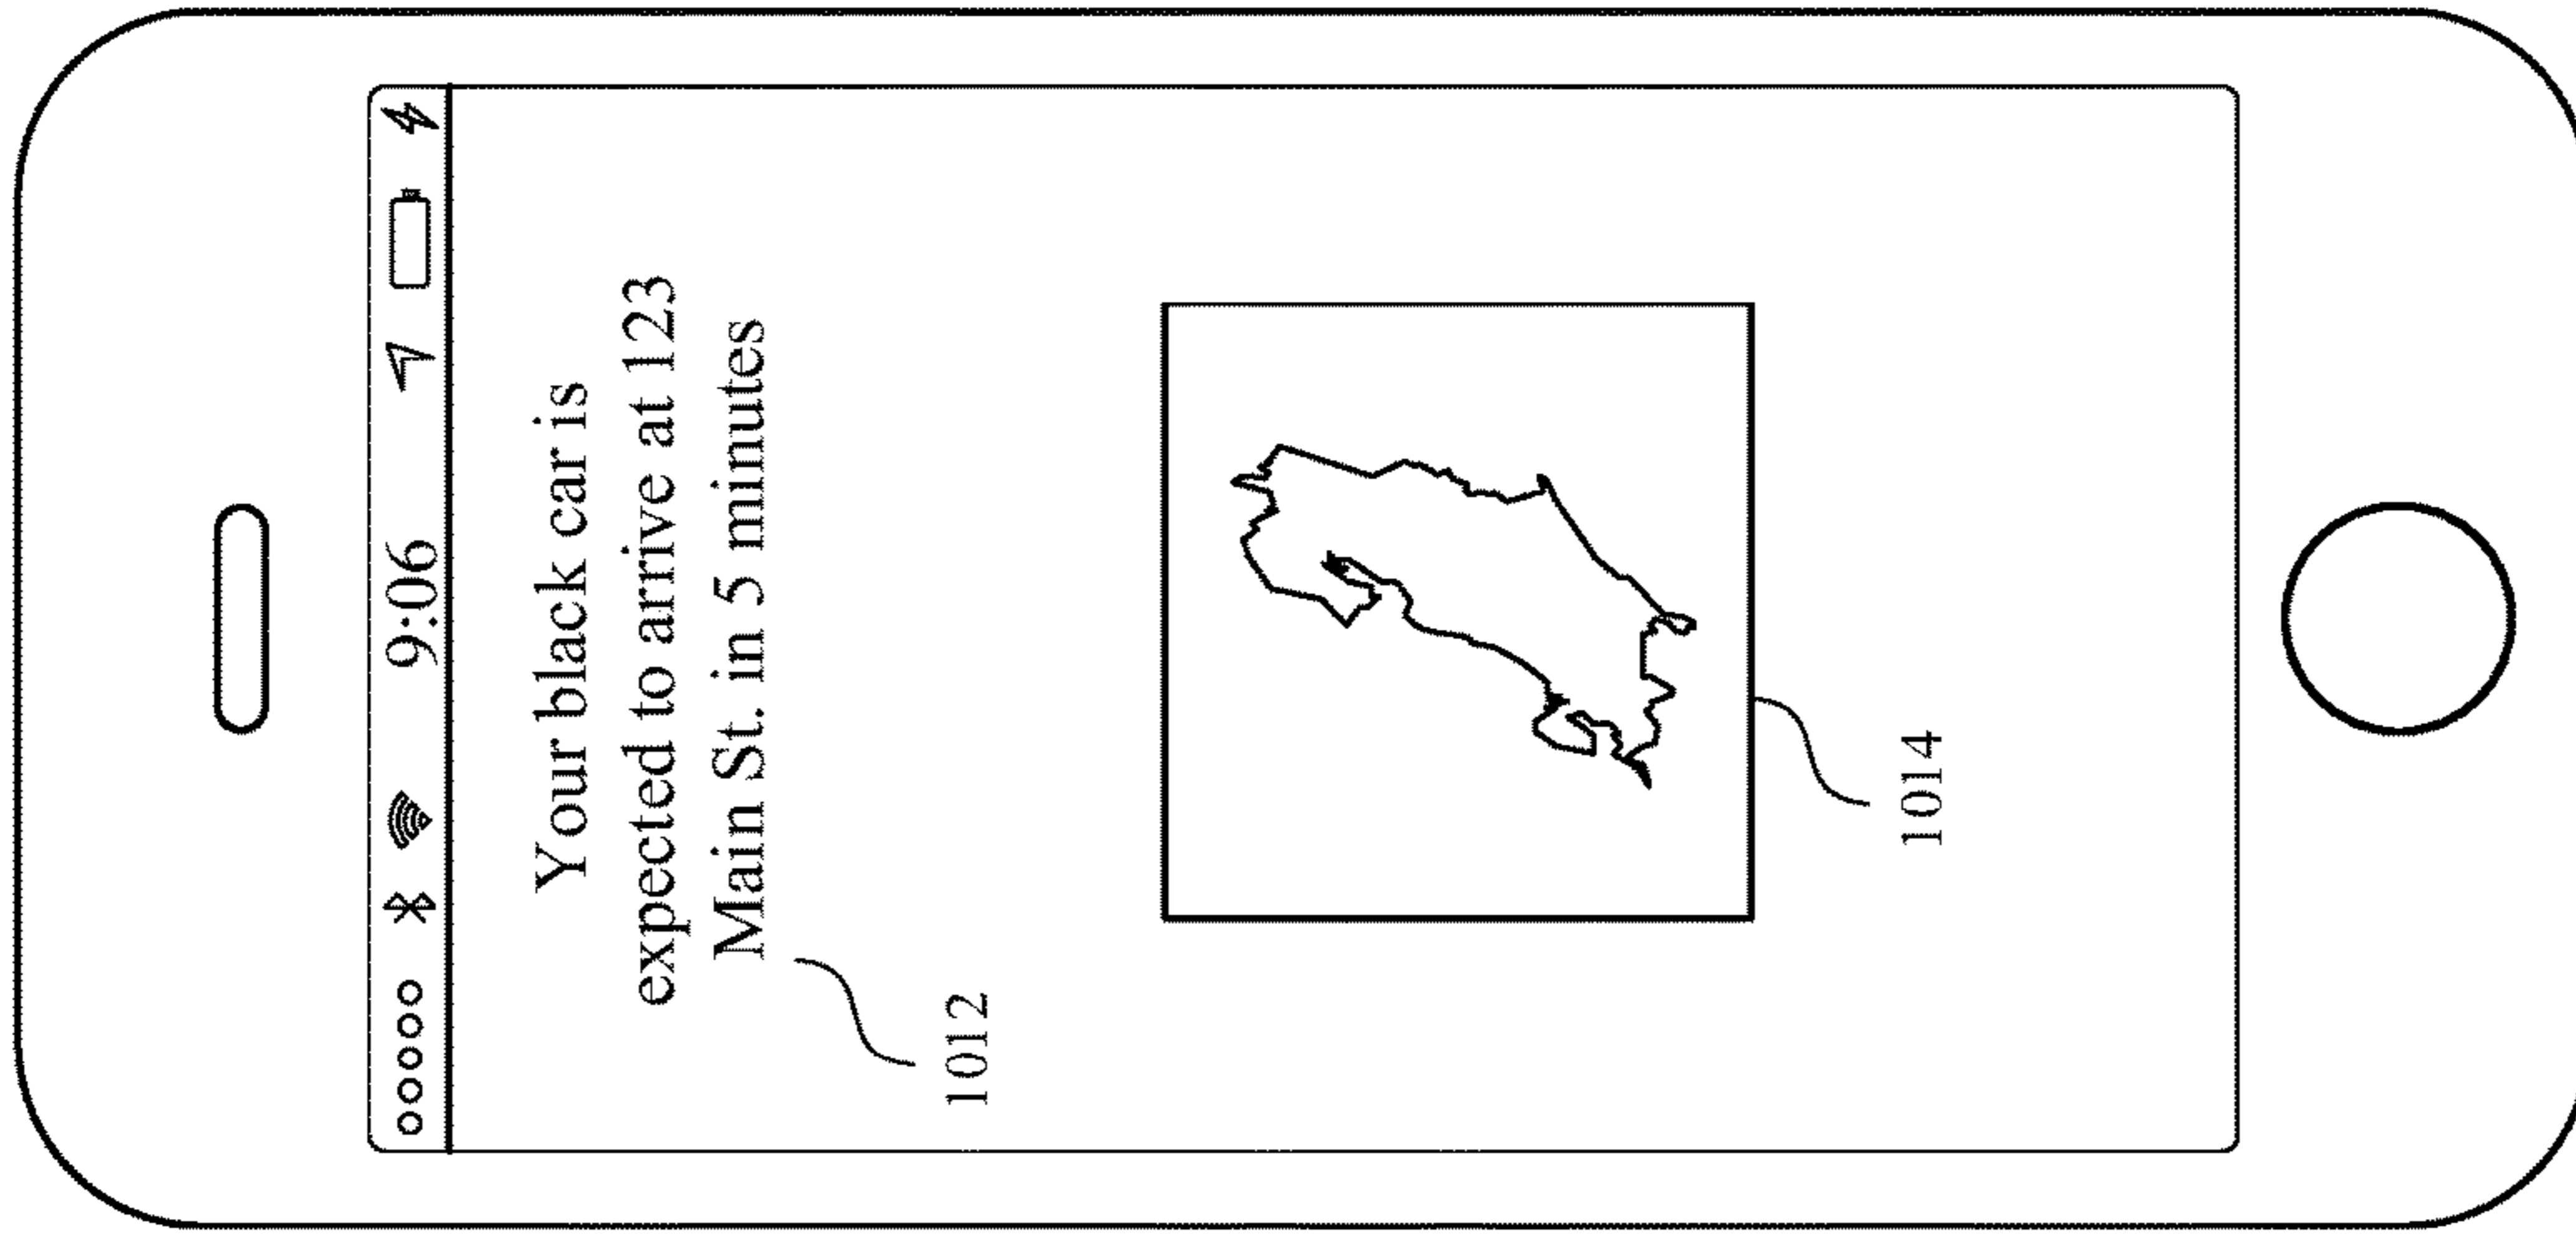 9:06
Your black car is
expected to arrive at 123
Main St. in 5 minutes
1012
1014